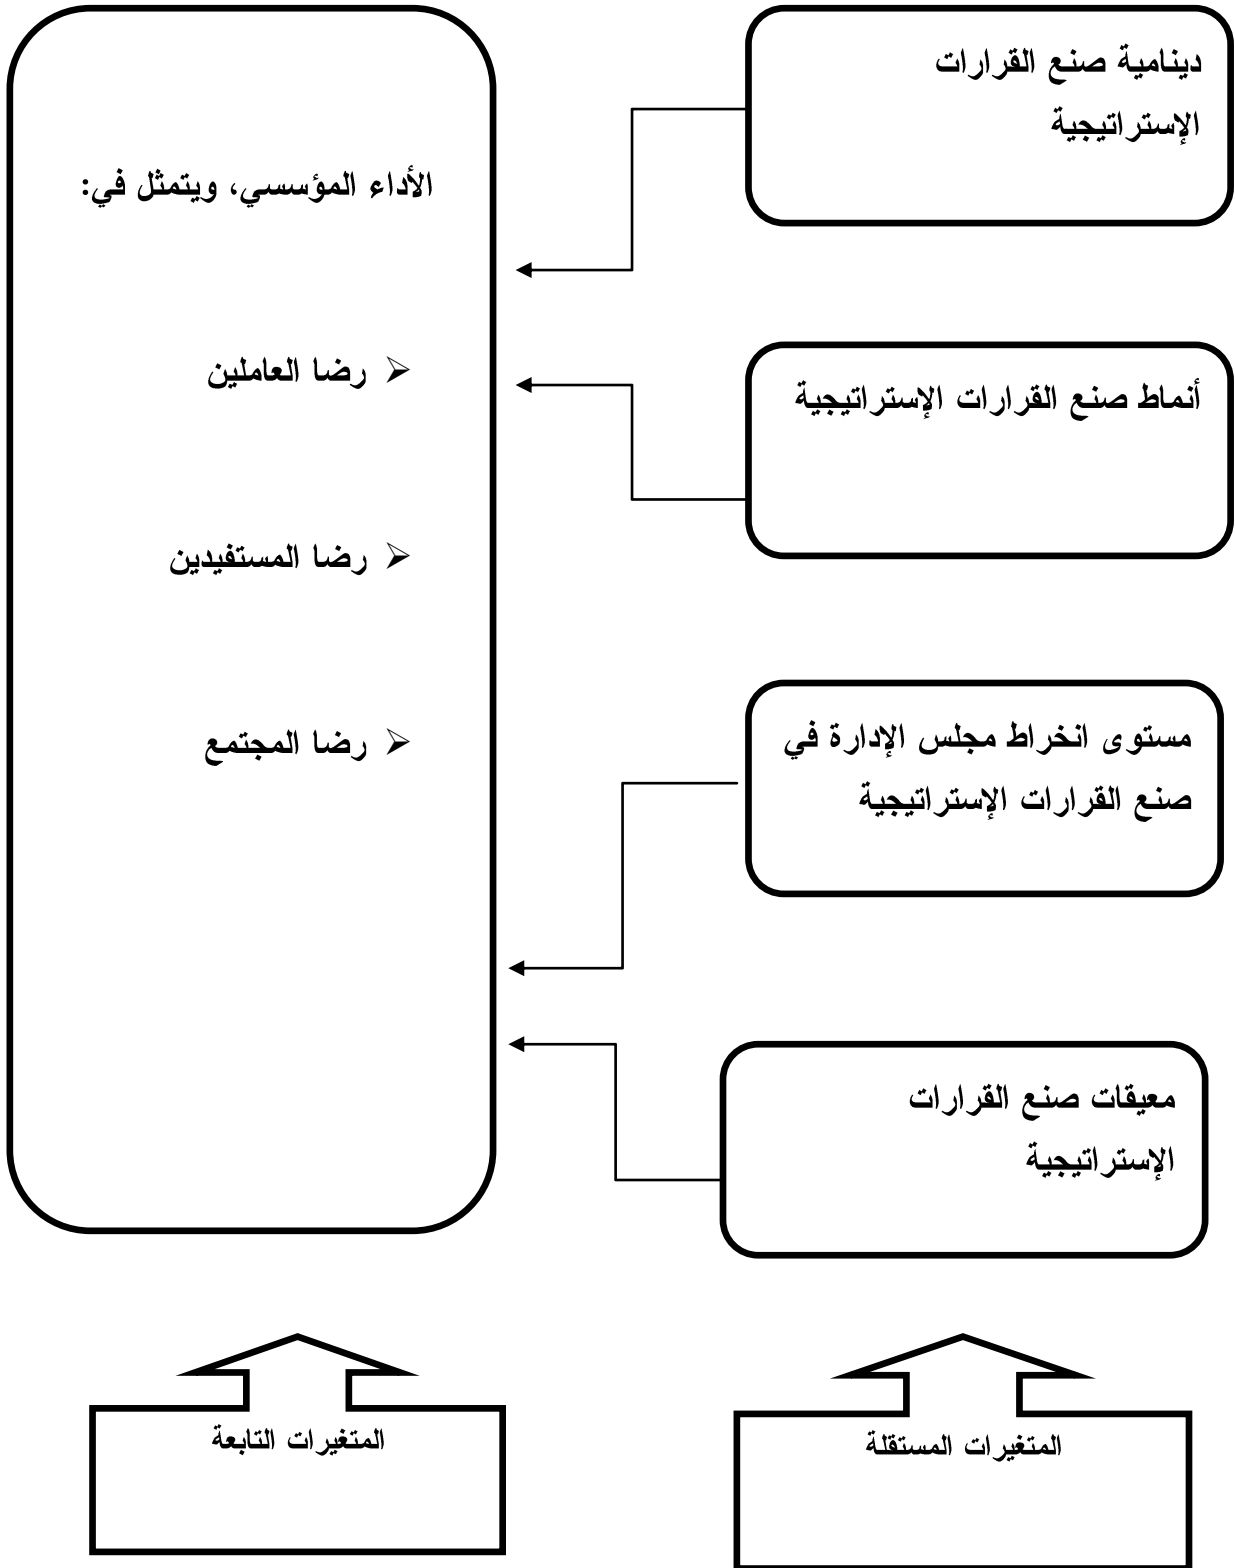 دينامية صنع القرارات
الإستراتيجية
أنماط صنع القرارات الإستراتيجية
مستوى انخراط مجلس الإدارة في
صنع القرارات الإستراتيجية
معيقات صنع القرارات
الإستراتيجية
المتغيرات المستقلة
الأداء المؤسسي، ويتمثل في:
⮚ رضا العاملين
⮚ رضا المستفيدين
⮚ رضا المجتمع
المتغيرات التابعة